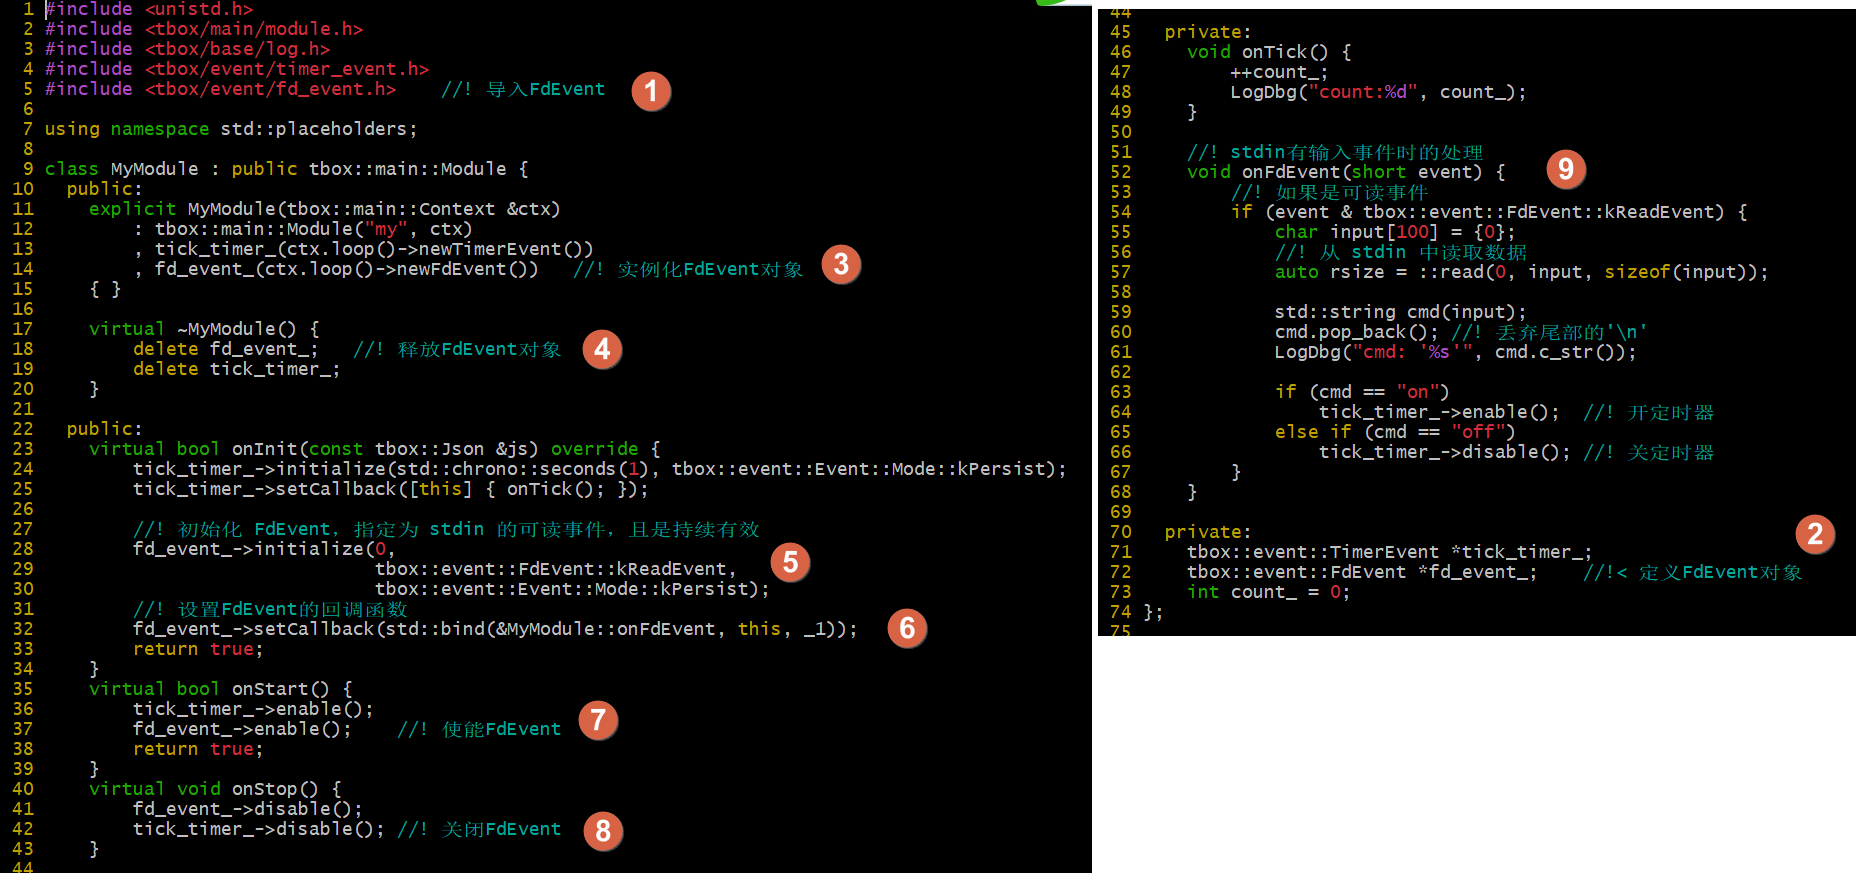 1 #include <unistd.h>
2 #include <tbox/main/module.h>
3 #include <tbox/base/log.h>
4 #include <tbox/event/timer_event.h>
5 #include <tbox/event/fd_event.h>    //! 导入FdEvent 1
6
7 using namespace std::placeholders;
8
9 class MyModule : public tbox::main::Module {
10   public:
11     explicit MyModule(tbox::main::Context &ctx)
12         : tbox::main::Module("my", ctx)
13         , tick_timer_(ctx.loop()->newTimerEvent())
14         , fd_event_(ctx.loop()->newFdEvent())   //! 实例化FdEvent对象 3
15     { }
16
17     virtual ~MyModule() {
18         delete fd_event_;   //! 释放FdEvent对象 4
19         delete tick_timer_;
20     }
21
22   public:
23     virtual bool onInit(const tbox::Json &js) override {
24         tick_timer_->initialize(std::chrono::seconds(1), tbox::event::Event::Mode::kPersist);
25         tick_timer_->setCallback([this] { onTick(); });
26
27         //! 初始化 FdEvent，指定为 stdin 的可读事件，且是持续有效
28         fd_event_->initialize(0,
29                               tbox::event::FdEvent::kReadEvent, 5
30                               tbox::event::Event::Mode::kPersist);
31         //! 设置FdEvent的回调函数
32         fd_event_->setCallback(std::bind(&MyModule::onFdEvent, this, _1)); 6
33         return true;
34     }
35     virtual bool onStart() {
36         tick_timer_->enable();
37         fd_event_->enable();    //! 使能FdEvent 7
38         return true;
39     }
40     virtual void onStop() {
41         fd_event_->disable();
42         tick_timer_->disable(); //! 关闭FdEvent 8
43     }
44
44
45   private:
46     void onTick() {
47         ++count_;
48         LogDbg("count:%d", count_);
49     }
50
51     //! stdin有输入事件时的处理
52     void onFdEvent(short event) { 9
53         //! 如果是可读事件
54         if (event & tbox::event::FdEvent::kReadEvent) {
55             char input[100] = {0};
56             //! 从 stdin 中读取数据
57             auto rsize = ::read(0, input, sizeof(input));
58
59             std::string cmd(input);
60             cmd.pop_back(); //! 丢弃尾部的'\n'
61             LogDbg("cmd: '%s'", cmd.c_str());
62
63             if (cmd == "on")
64                 tick_timer_->enable();  //! 开定时器
65             else if (cmd == "off")
66                 tick_timer_->disable(); //! 关定时器
67         }
68     }
69
70   private: 2
71     tbox::event::TimerEvent *tick_timer_;
72     tbox::event::FdEvent *fd_event_;    //!< 定义FdEvent对象
73     int count_ = 0;
74 };
75